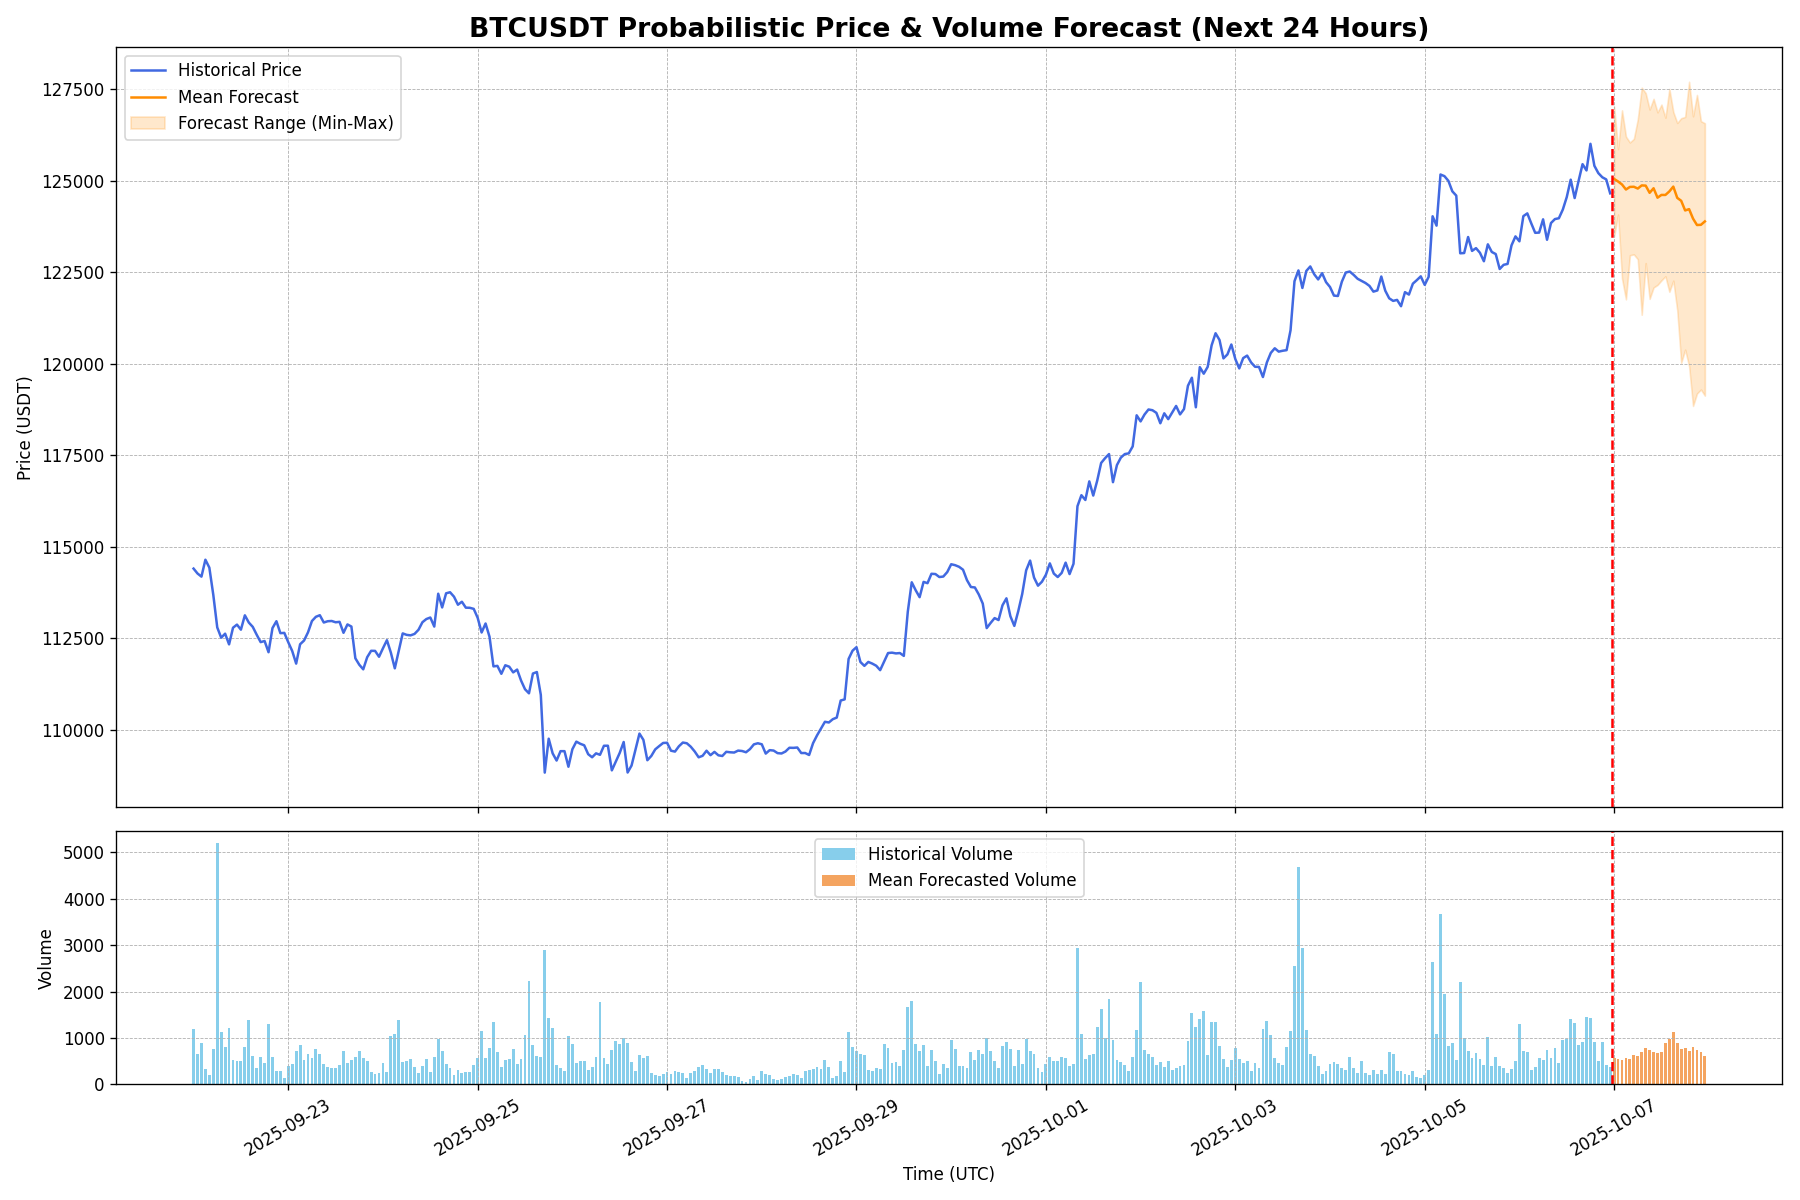 BTCUSDT Probabilistic Price & Volume Forecast (Next 24 Hours)
Historical Price
Mean Forecast
Forecast Range (Min-Max)
127500
125000
122500
120000
117500
115000
112500
110000
Price (USDT)
Historical Volume
Mean Forecasted Volume
5000
4000
3000
2000
1000
0
Volume
2025-09-23
2025-09-25
2025-09-27
2025-09-29
2025-10-01
2025-10-03
2025-10-05
2025-10-07
Time (UTC)